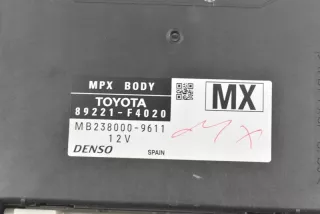 MPX BODY
TOYOTA
89221-F4020
MX
MB238000-9611
12V
DENSO
SPAIN
MX